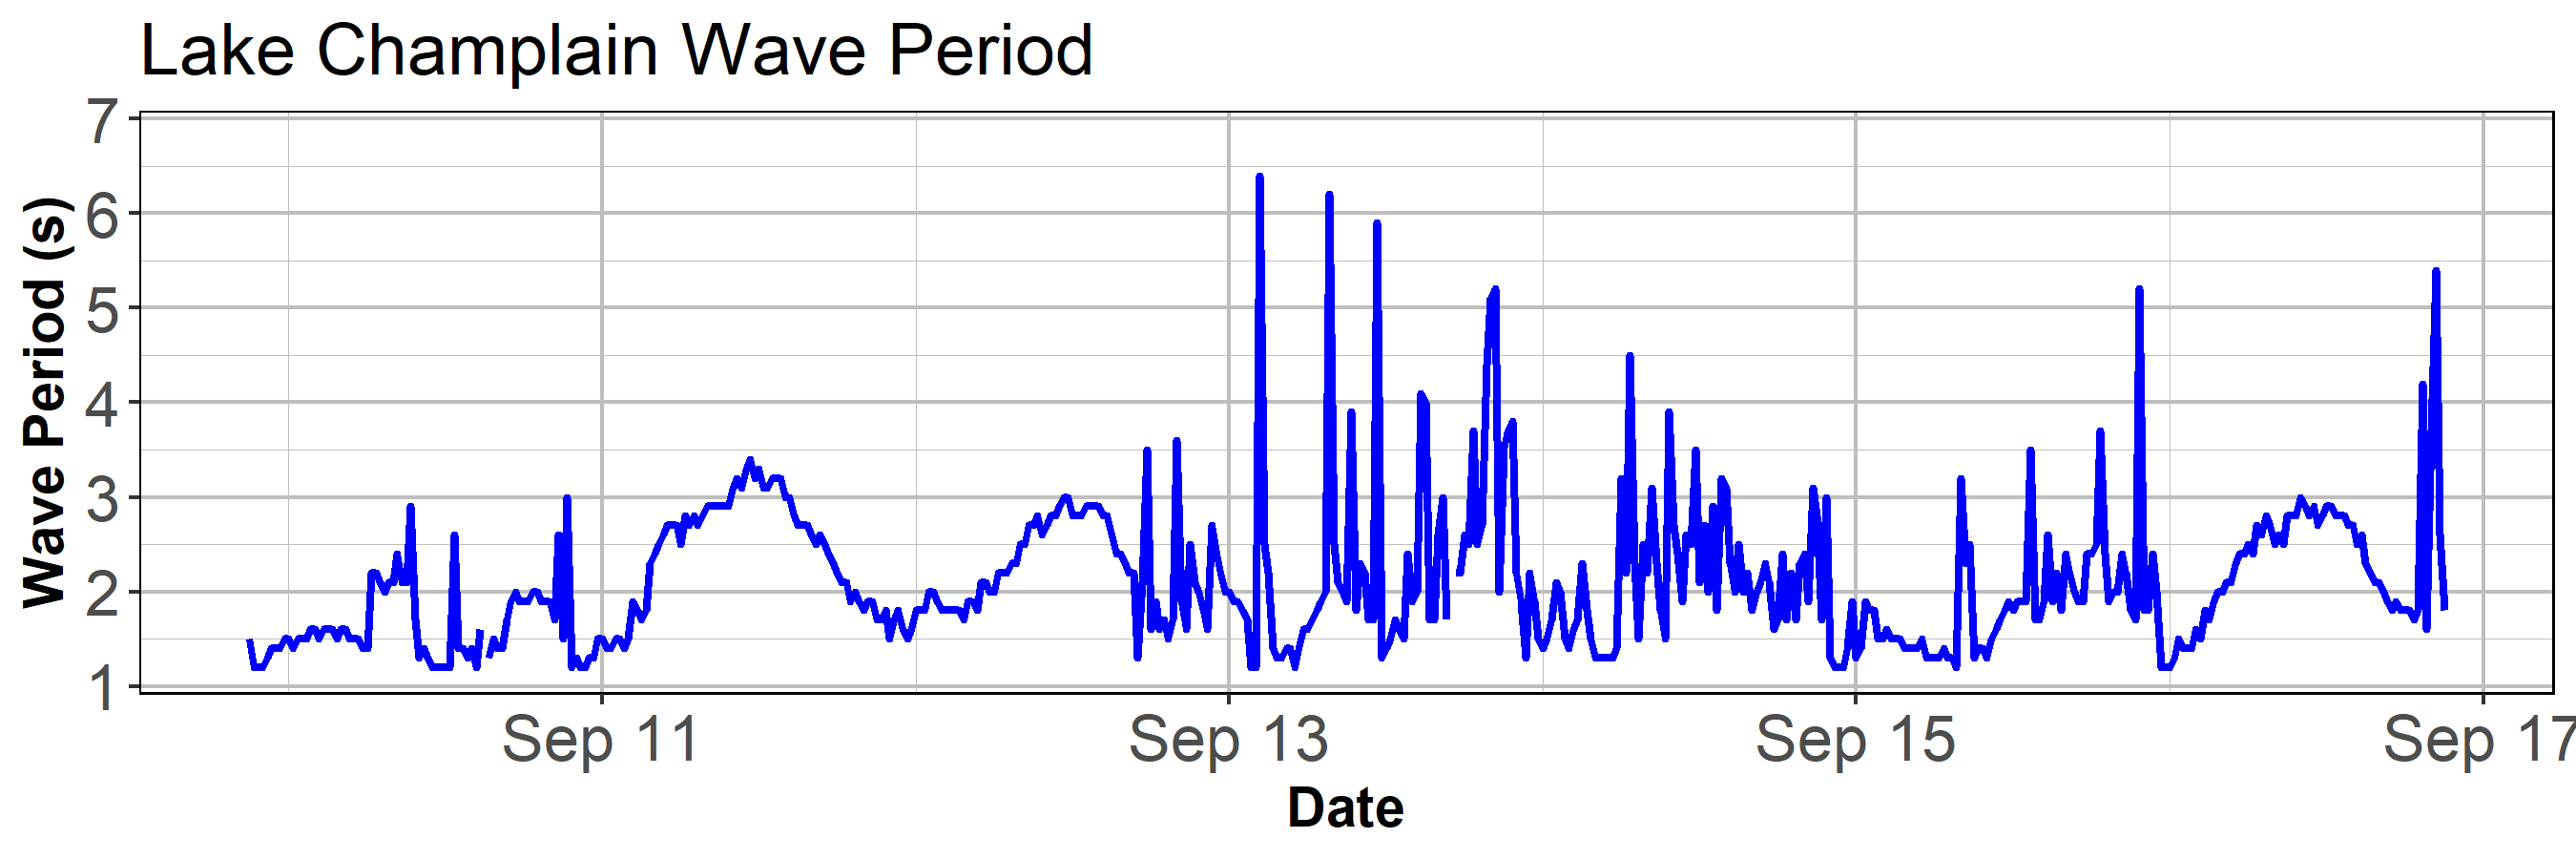 Lake Champlain Wave Period
Wave Period (s)
7
6
5
4
3
2
1
Sep 11
Sep 13
Sep 15
Sep 17
Date